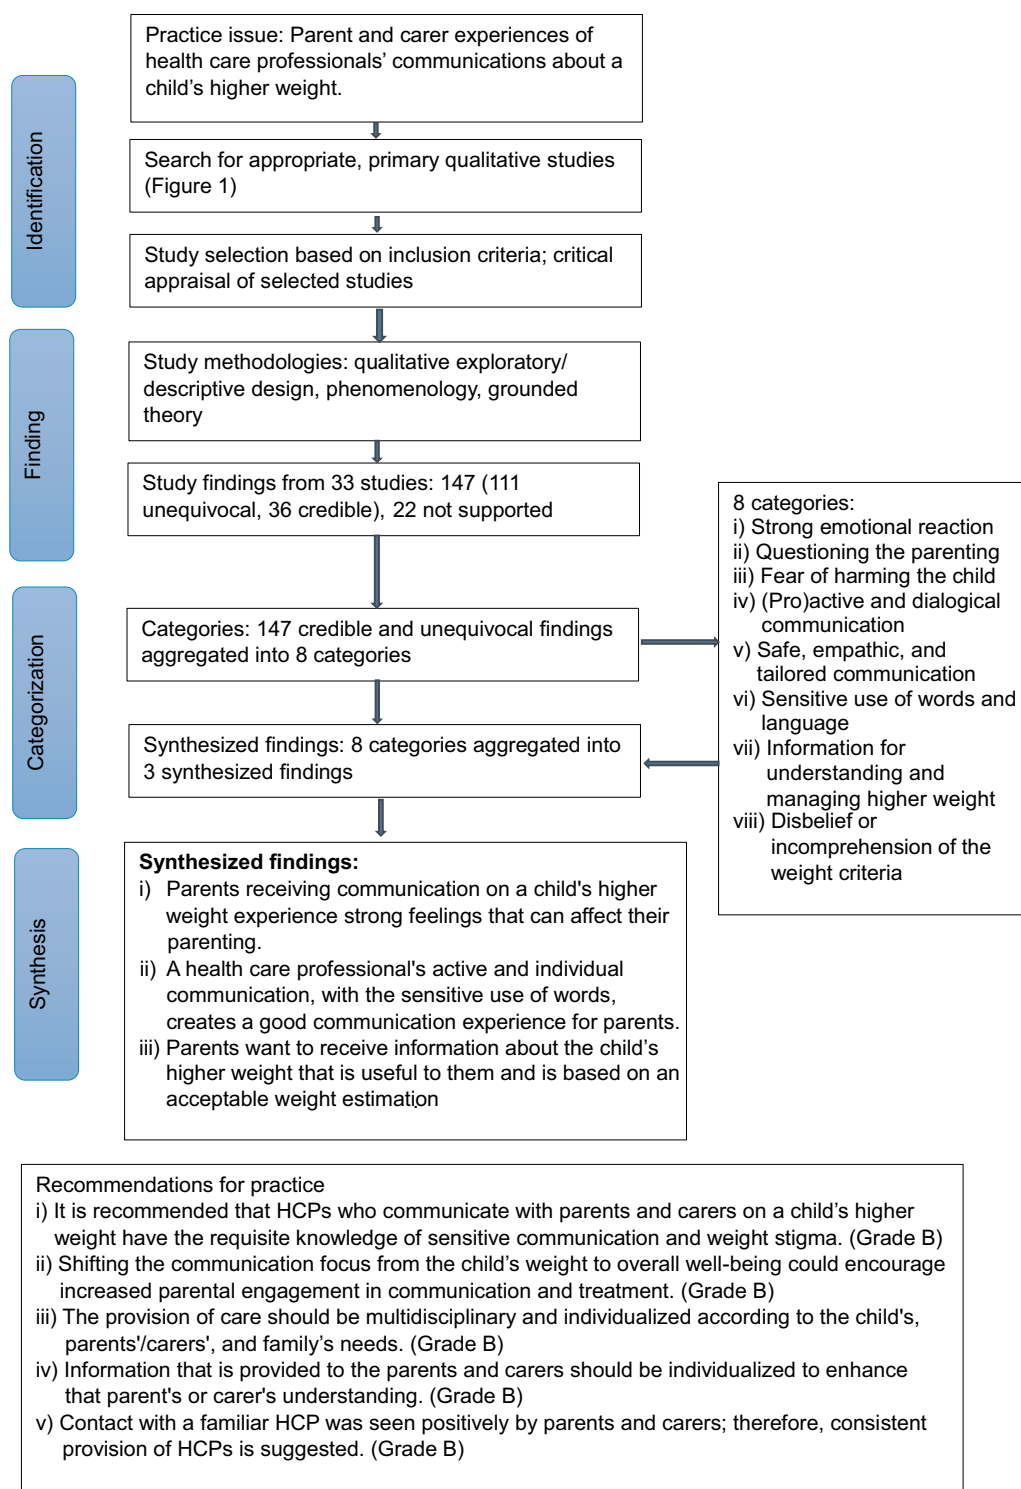 Practice issue: Parent and carer experiences of
health care professionals’ communications about a
child’s higher weight.
Identification
Search for appropriate, primary qualitative studies
(Figure 1)
Study selection based on inclusion criteria; critical
appraisal of selected studies
Finding
Study methodologies: qualitative exploratory/
descriptive design, phenomenology, grounded
theory
Study findings from 33 studies: 147 (111
unequivocal, 36 credible), 22 not supported
Categorization
Categories: 147 credible and unequivocal findings
aggregated into 8 categories
8 categories:
i) Strong emotional reaction
ii) Questioning the parenting
iii) Fear of harming the child
iv) (Pro)active and dialogical
communication
v) Safe, empathic, and
tailored communication
vi) Sensitive use of words and
language
vii) Information for
understanding and
managing higher weight
viii) Disbelief or
incomprehension of the
weight criteria
Synthesized findings: 8 categories aggregated into
3 synthesized findings
Synthesis
Synthesized findings:
i) Parents receiving communication on a child's higher
weight experience strong feelings that can affect their
parenting.
ii) A health care professional's active and individual
communication, with the sensitive use of words,
creates a good communication experience for parents.
iii) Parents want to receive information about the child’s
higher weight that is useful to them and is based on an
acceptable weight estimation
Recommendations for practice
i) It is recommended that HCPs who communicate with parents and carers on a child’s higher
weight have the requisite knowledge of sensitive communication and weight stigma. (Grade B)
ii) Shifting the communication focus from the child’s weight to overall well-being could encourage
increased parental engagement in communication and treatment. (Grade B)
iii) The provision of care should be multidisciplinary and individualized according to the child's,
parents'/carers', and family’s needs. (Grade B)
iv) Information that is provided to the parents and carers should be individualized to enhance
that parent's or carer's understanding. (Grade B)
v) Contact with a familiar HCP was seen positively by parents and carers; therefore, consistent
provision of HCPs is suggested. (Grade B)